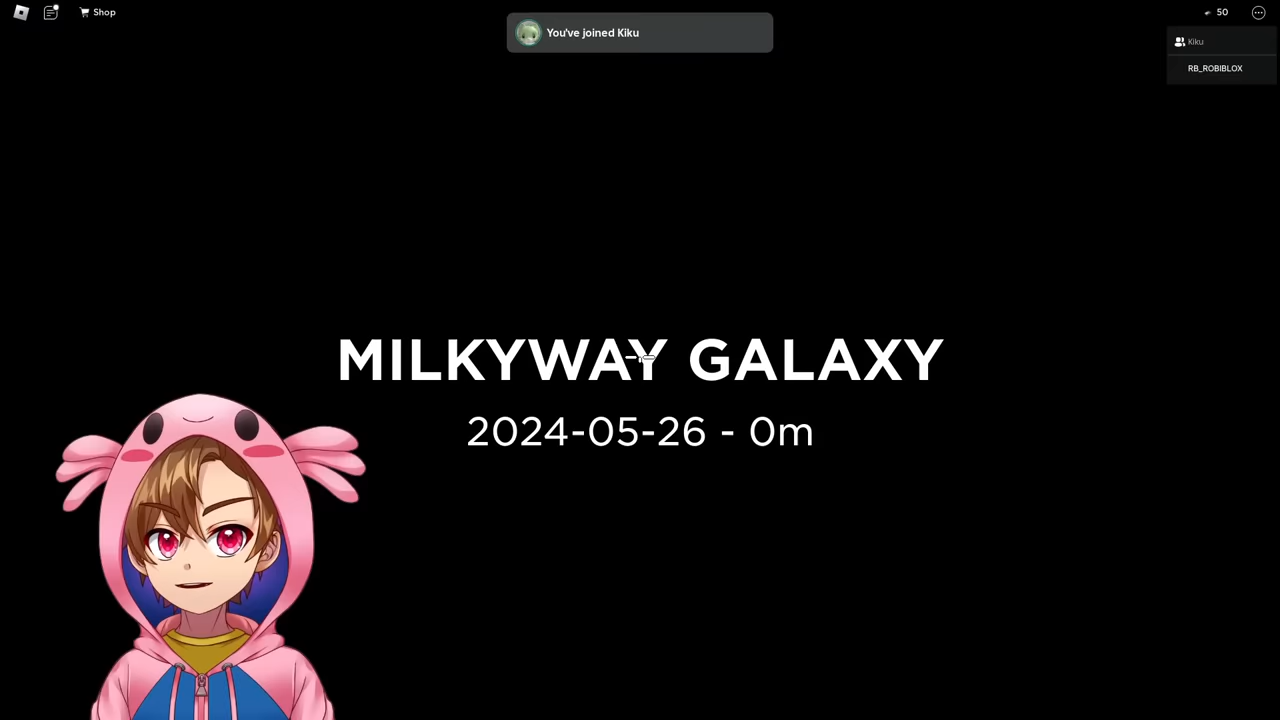 Shop
You've joined Kiku
50
Kiku
RB_ROBIBLOX
MILKYWAY GALAXY
2024-05-26 - 0m